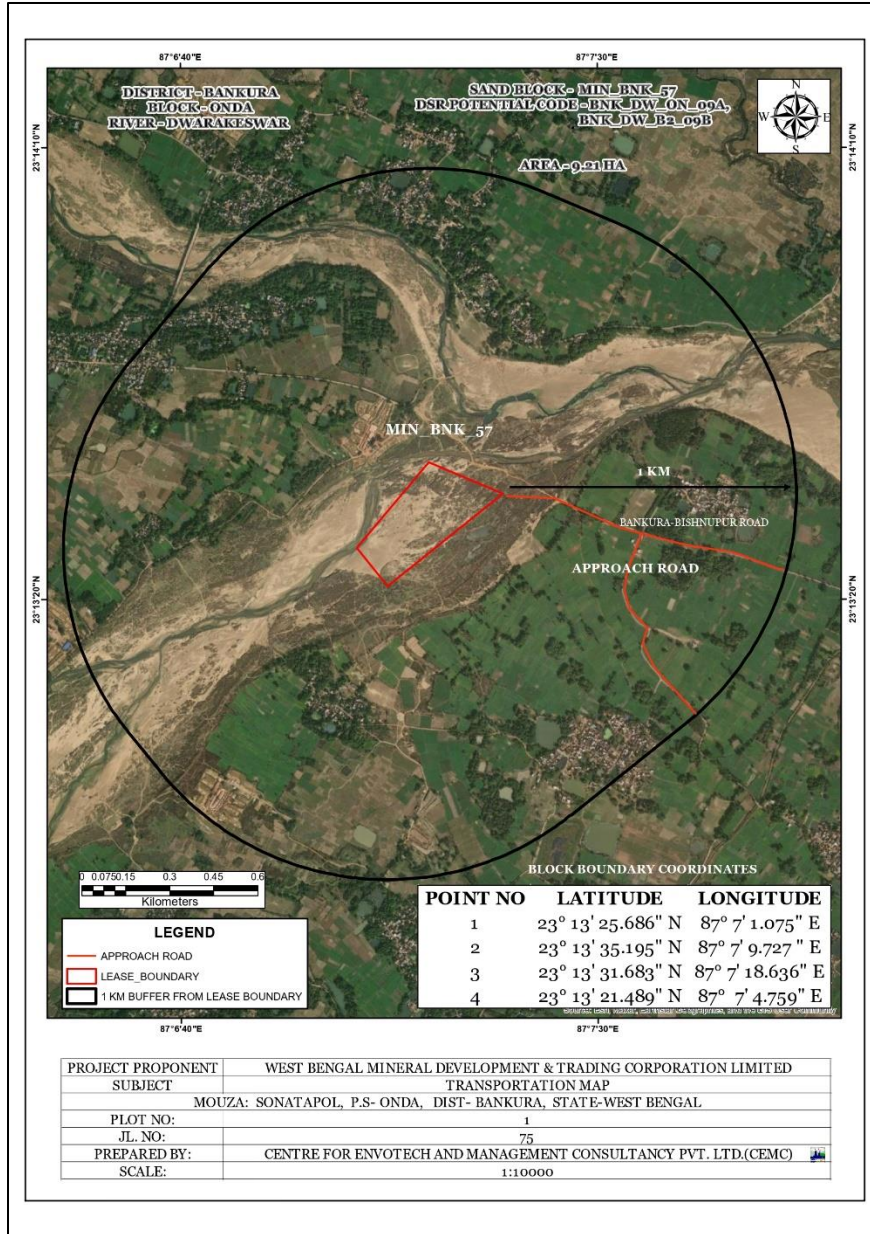 87°6'40"E 87°7'30"E
DISTRICT - BANKURA
BLOCK - ONDA
RIVER - DWARAKESWAR
SAND BLOCK - MIN_BNK_57
DSR POTENTIAL CODE - BNK_DW_ON_09A,
BNK_DW_B2_09B
AREA - 9.21 HA
N
W E
S
23°14'10"N 23°14'10"N
MIN_BNK_57
1 KM
BANKURA-BISHNUPUR ROAD
APPROACH ROAD
23°13'20"N 23°13'20"N
0 0.075 0.15 0.3 0.45 0.6
Kilometers
LEGEND
APPROACH ROAD
LEASE_BOUNDARY
1 KM BUFFER FROM LEASE BOUNDARY
BLOCK BOUNDARY COORDINATES
POINT NO LATITUDE LONGITUDE
1 23° 13' 25.686" N 87° 7' 1.075" E
2 23° 13' 35.195" N 87° 7' 9.727 " E
3 23° 13' 31.683" N 87° 7' 18.636" E
4 23° 13' 21.489" N 87° 7' 4.759" E
87°6'40"E 87°7'30"E
PROJECT PROPONENT WEST BENGAL MINERAL DEVELOPMENT & TRADING CORPORATION LIMITED
SUBJECT TRANSPORTATION MAP
MOUZA: SONATAPOL, P.S- ONDA, DIST- BANKURA, STATE-WEST BENGAL
PLOT NO: 1
JL. NO: 75
PREPARED BY: CENTRE FOR ENVOTECH AND MANAGEMENT CONSULTANCY PVT. LTD.(CEMC)
SCALE: 1:10000